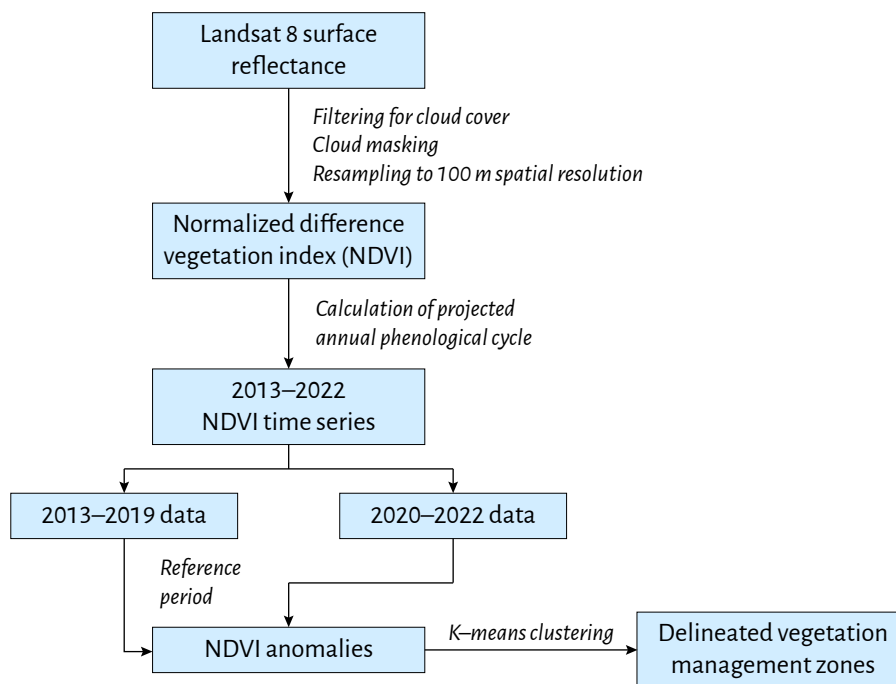 Landsat 8 surface
reflectance
Filtering for cloud cover
Cloud masking
Resampling to 100 m spatial resolution
Normalized difference
vegetation index (NDVI)
Calculation of projected
annual phenological cycle
2013–2022
NDVI time series
2013–2019 data
2020–2022 data
Reference
period
NDVI anomalies
K–means clustering
Delineated vegetation
management zones